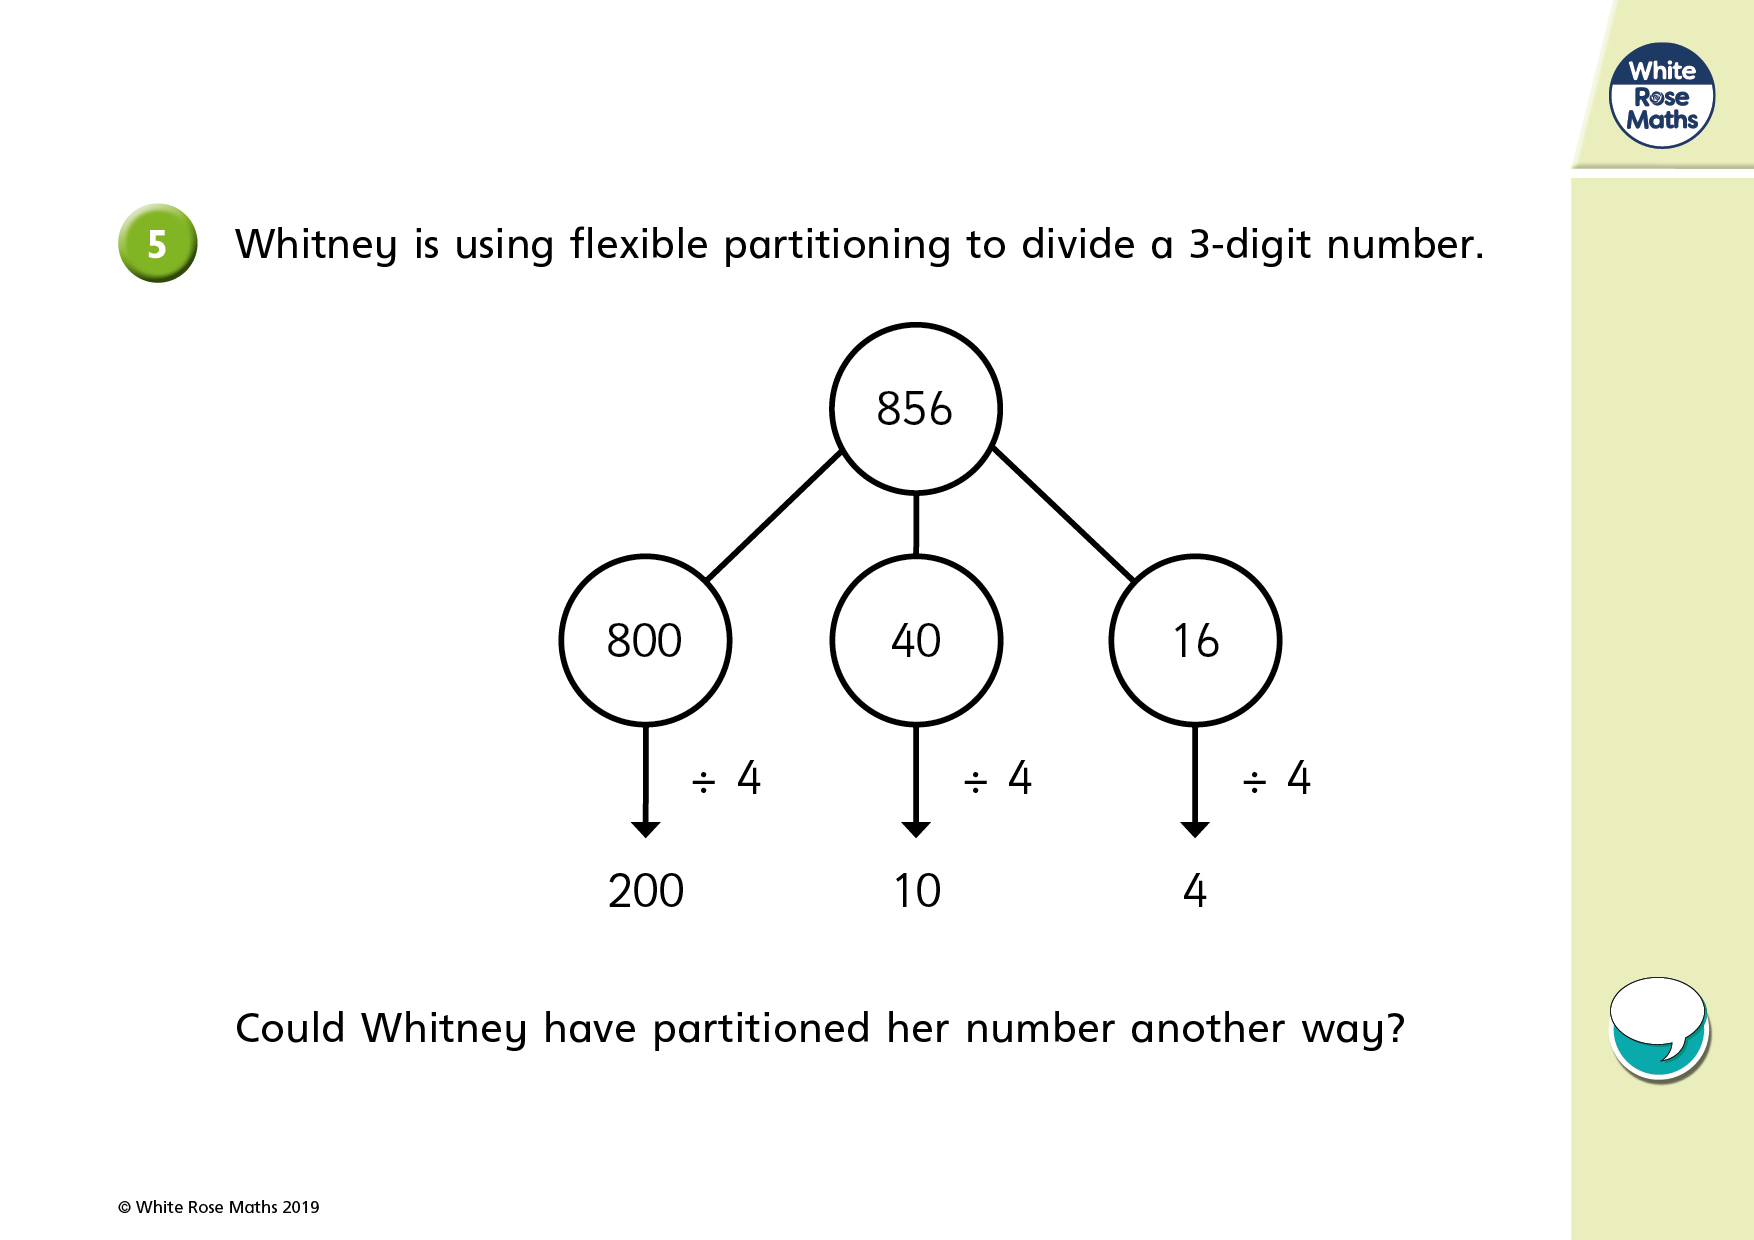 White
Rose
Maths
5 Whitney is using flexible partitioning to divide a 3-digit number.
856
800 40 16
÷ 4 ÷ 4 ÷ 4
200 10 4
Could Whitney have partitioned her number another way?
© White Rose Maths 2019